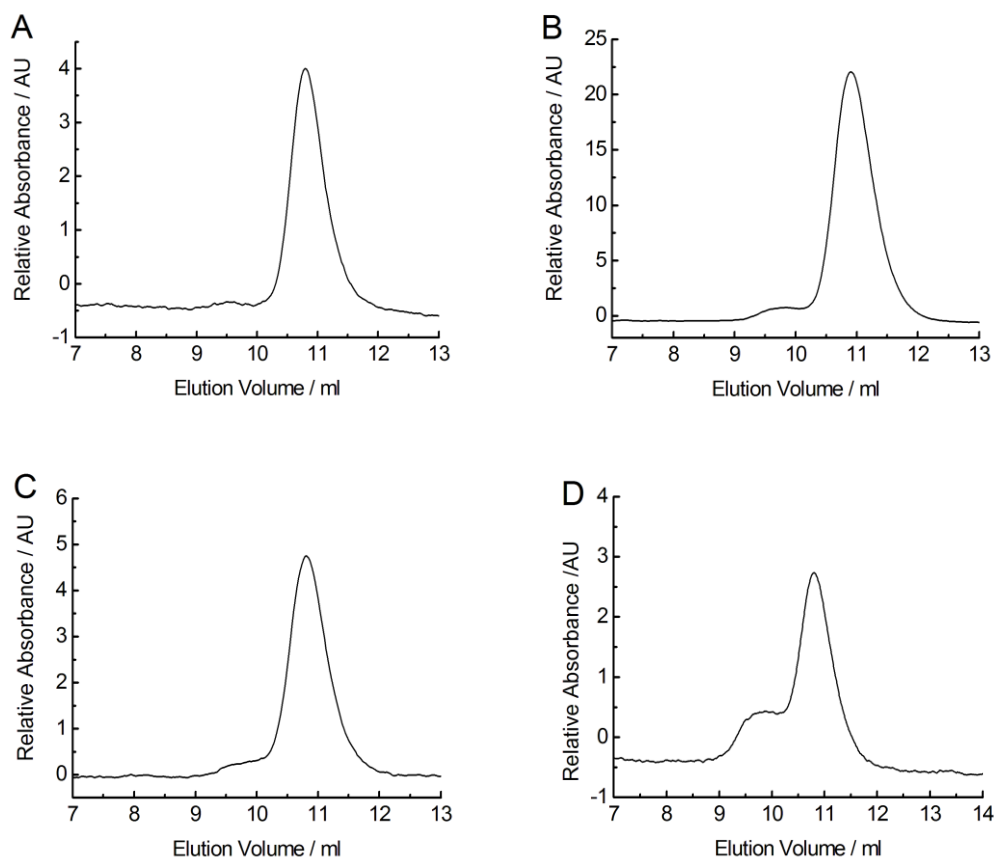 A
Relative Absorbance / AU
4
3
2
1
0
-1
7 8 9 10 11 12 13
Elution Volume / ml
B
Relative Absorbance / AU
25
20
15
10
5
0
7 8 9 10 11 12 13
Elution Volume / ml
C
Relative Absorbance / AU
6
5
4
3
2
1
0
7 8 9 10 11 12 13
Elution Volume / ml
D
Relative Absorbance /AU
4
3
2
1
0
-1
7 8 9 10 11 12 13 14
Elution Volume / ml